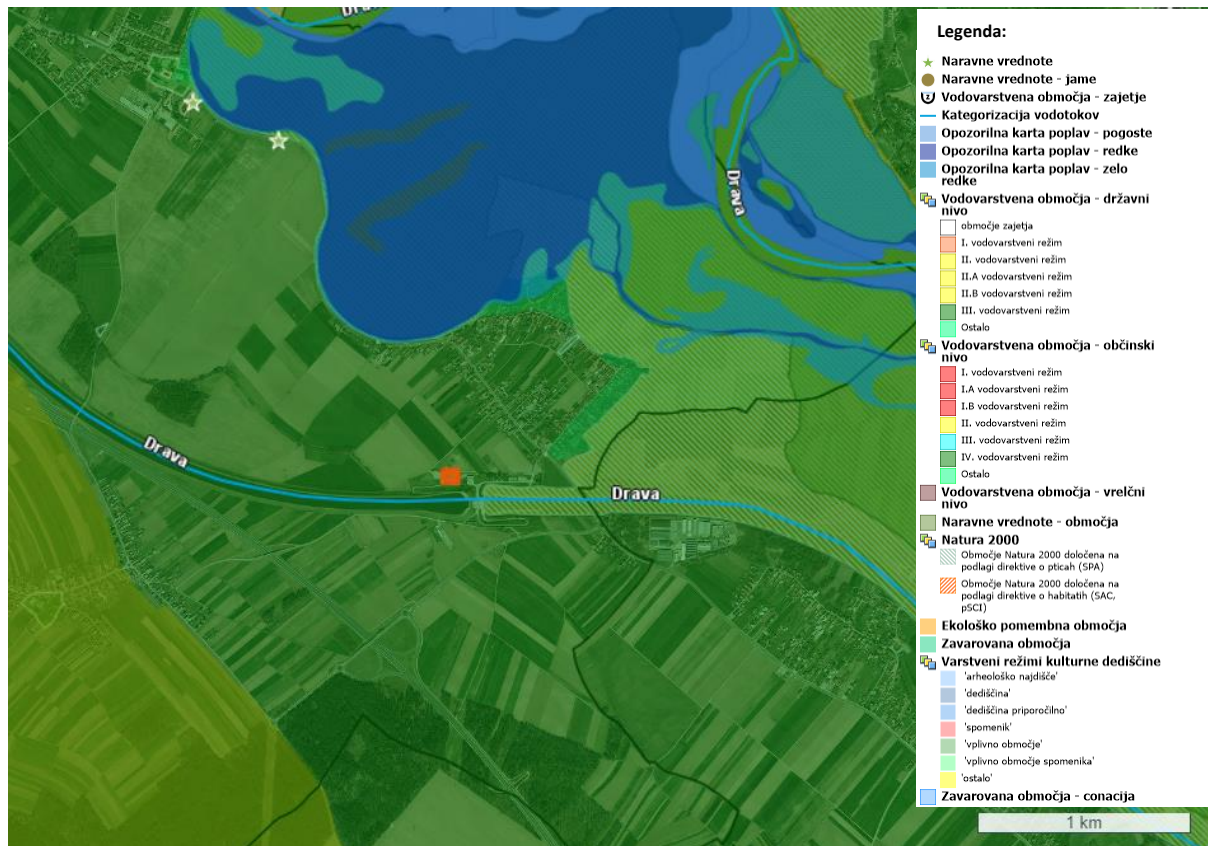 Drava
Drava
Drava
Legenda:
Naravne vrednote
Naravne vrednote - jame
Vodovarstvena območja - zajetje
Kategorizacija vodotokov
Opozorilna karta poplav - pogoste
Opozorilna karta poplav - redke
Opozorilna karta poplav - zelo
redke
Vodovarstvena območja - državni
nivo
območje zajetja
I. vodovarstveni režim
II. vodovarstveni režim
II.A vodovarstveni režim
II.B vodovarstveni režim
III. vodovarstveni režim
Ostalo
Vodovarstvena območja - občinski
nivo
I. vodovarstveni režim
I.A vodovarstveni režim
I.B vodovarstveni režim
II. vodovarstveni režim
III. vodovarstveni režim
IV. vodovarstveni režim
Ostalo
Vodovarstvena območja - vrelčni
nivo
Naravne vrednote - območja
Natura 2000
Območje Natura 2000 določena na
podlagi direktive o pticah (SPA)
Območje Natura 2000 določena na
podlagi direktive o habitatih (SAC,
pSCI)
Ekološko pomembna območja
Zavarovana območja
Varstveni režimi kulturne dediščine
'arheološko najdišče'
'dediščina'
'dediščina priporočilno'
'spomenik'
'vplivno območje'
'vplivno območje spomenika'
'ostalo'
Zavarovana območja - conacija
1 km